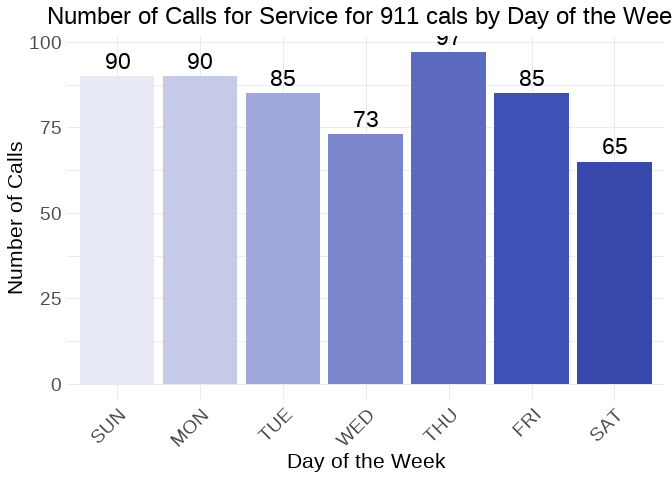 Number of Calls for Service for 911 cals by Day of the Wee
100
75
50
25
0
Number of Calls
90
90
85
73
97
85
65
SUN
MON
TUE
WED
THU
FRI
SAT
Day of the Week